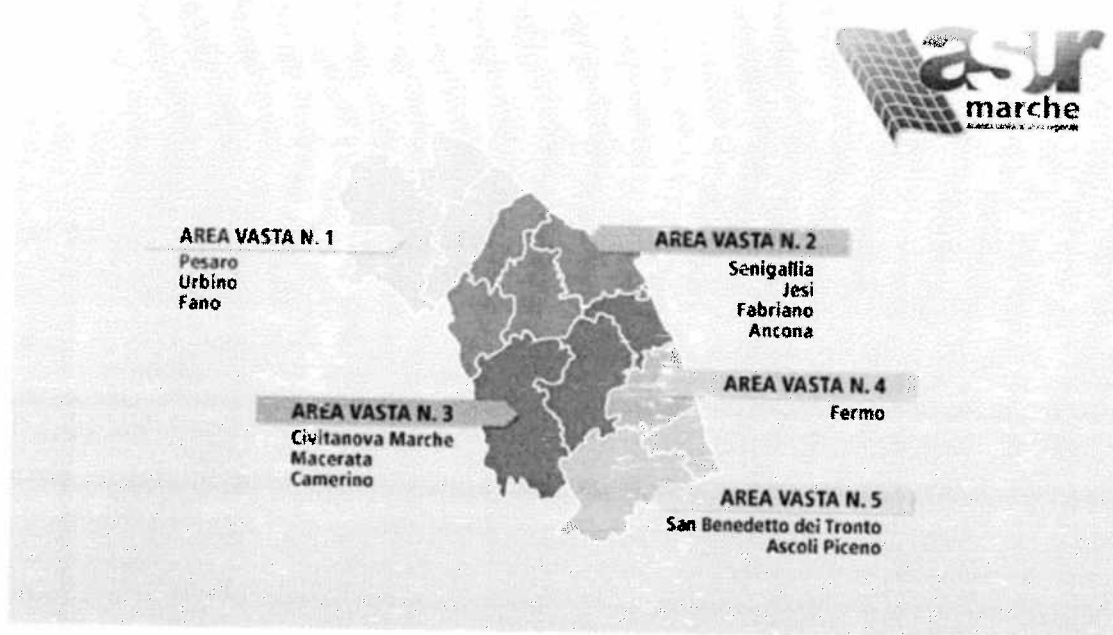 asur
marche
AREA VASTA N. 1
Pesaro
Urbino
Fano
AREA VASTA N. 2
Senigallia
Jesi
Fabriano
Ancona
AREA VASTA N. 3
Civitanova Marche
Macerata
Camerino
AREA VASTA N. 4
Fermo
AREA VASTA N. 5
San Benedetto dei Tronto
Ascoli Piceno